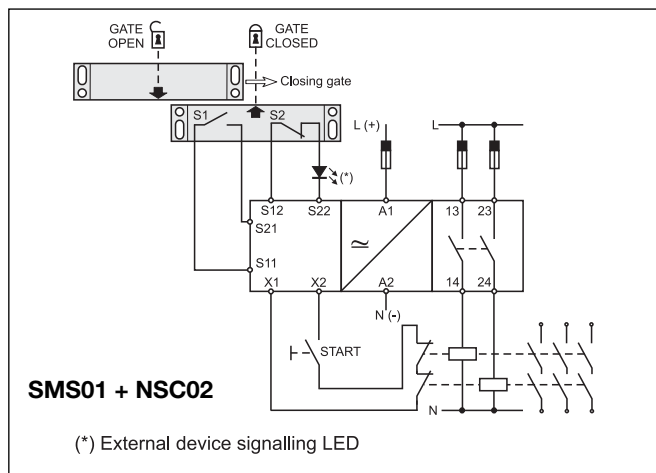 GATE
OPEN
GATE
CLOSED
Closing gate
S1
S2
L (+)
L
(*)
S12
S22
A1
13
23
S21
≃
S11
X1
X2
A2
14
24
N (-)
START
SMS01 + NSC02
N
(*) External device signalling LED